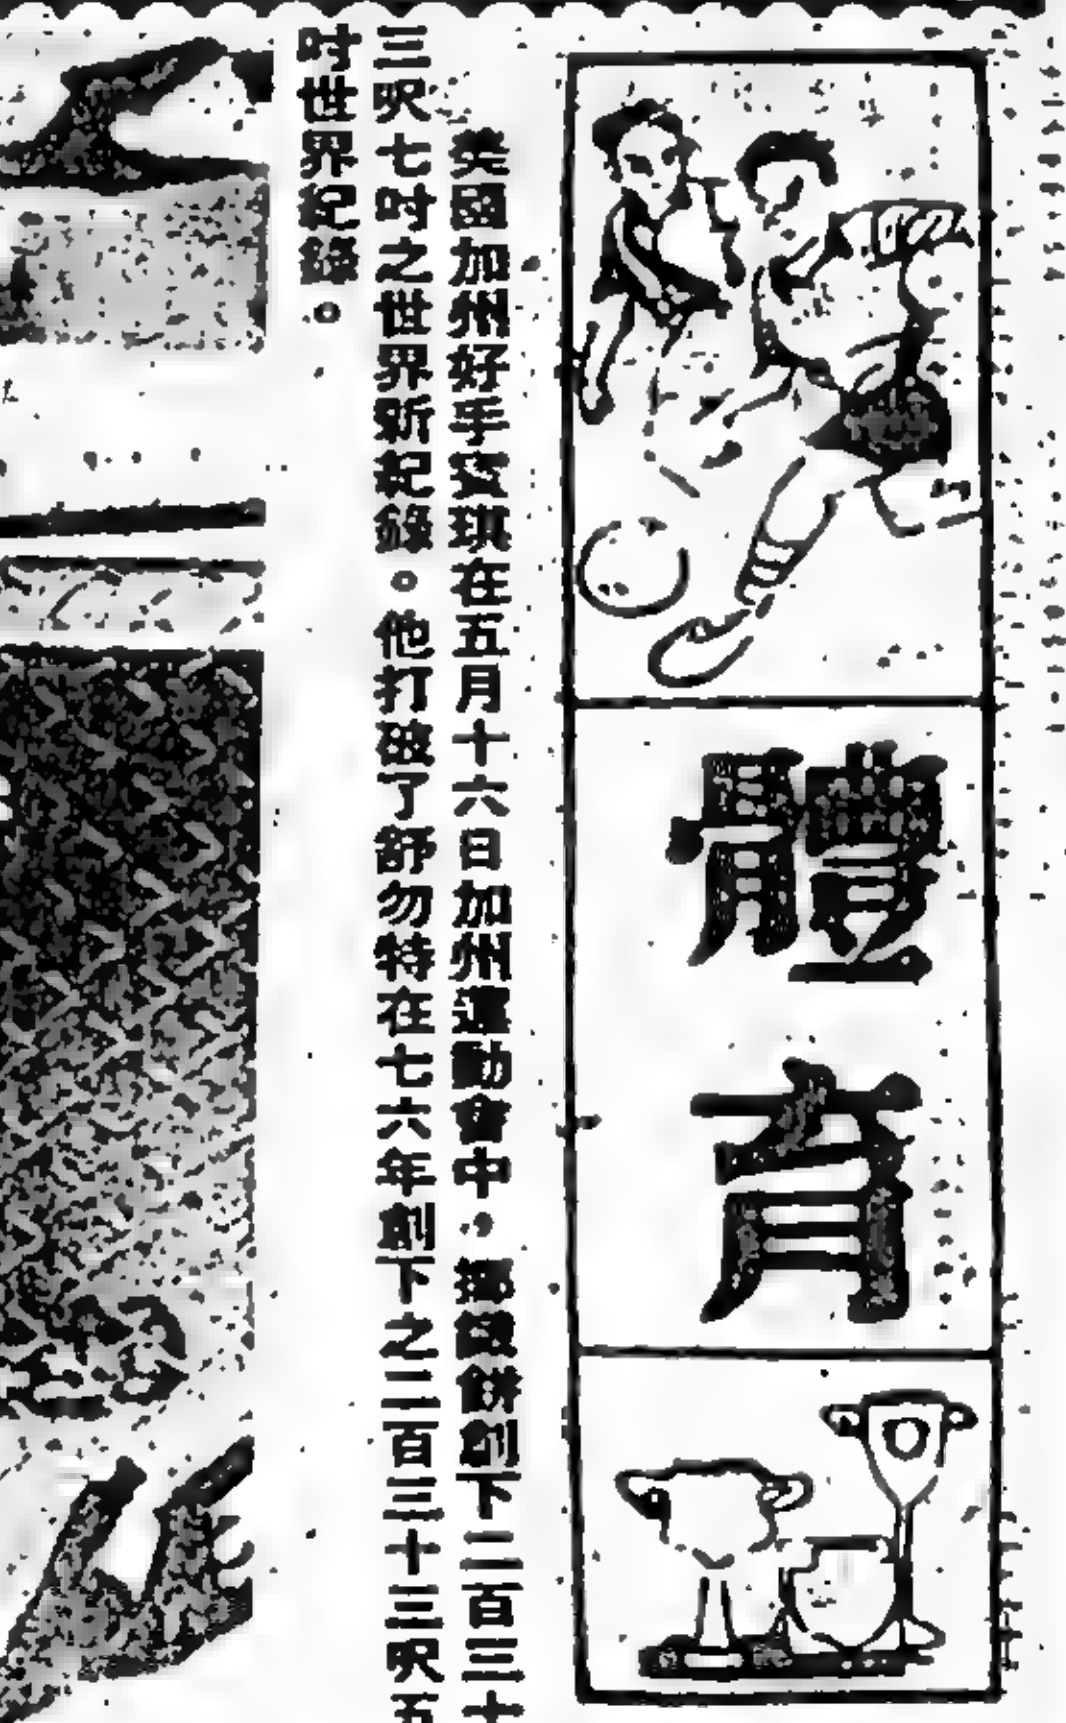 體育
美國加州好手賓琪在五月十六日加州運動會中，擲鐵餅創下二百三十
三呎七吋之世界新紀錄。他打破了舒勿特在七六年創下之二百三十三呎五
吋世界紀錄。